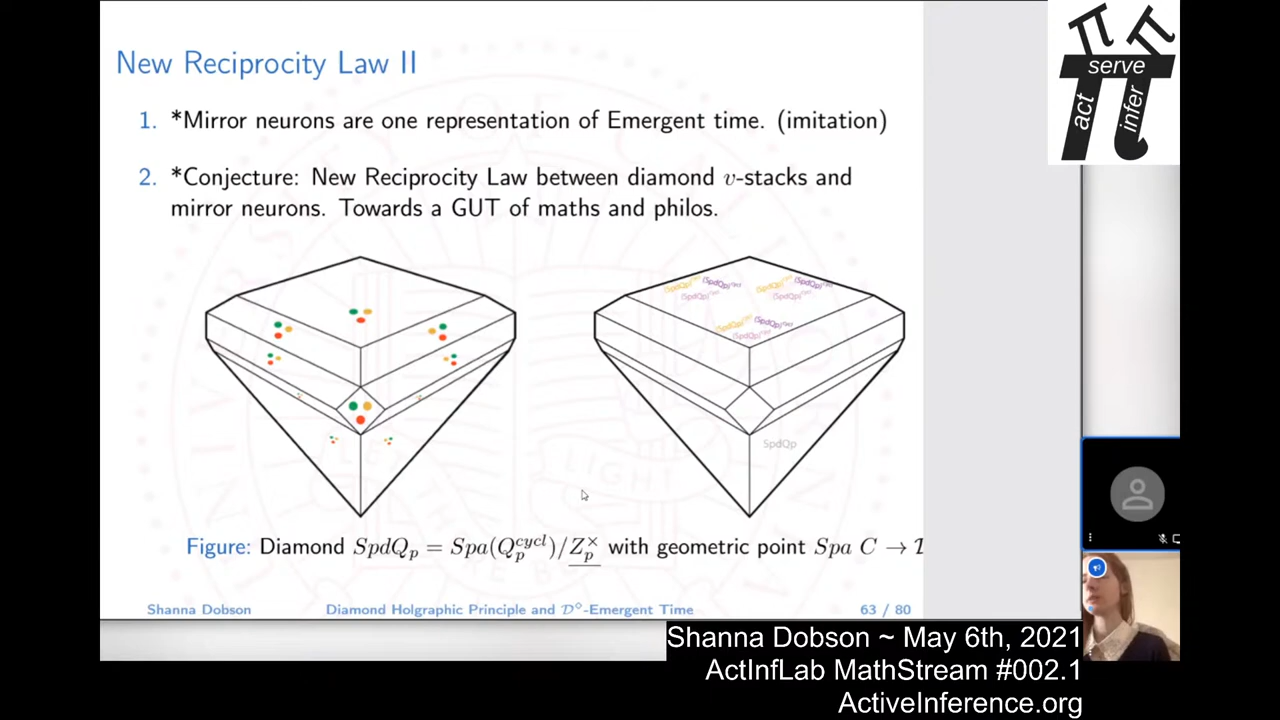 New Reciprocity Law II
1. *Mirror neurons are one representation of Emergent time. (imitation)
2. *Conjecture: New Reciprocity Law between diamond v-stacks and
mirror neurons. Towards a GUT of maths and philos.
SpdQp
Figure: Diamond SpdQ_p = Spa(Q_p^{cycl})/Z_p^× with geometric point Spa C →
Shanna Dobson Diamond Holgraphic Principle and 𝒟^⋄-Emergent Time 63 / 80
serve
act
infer
Shanna Dobson ~ May 6th, 2021
ActInfLab MathStream #002.1
ActiveInference.org